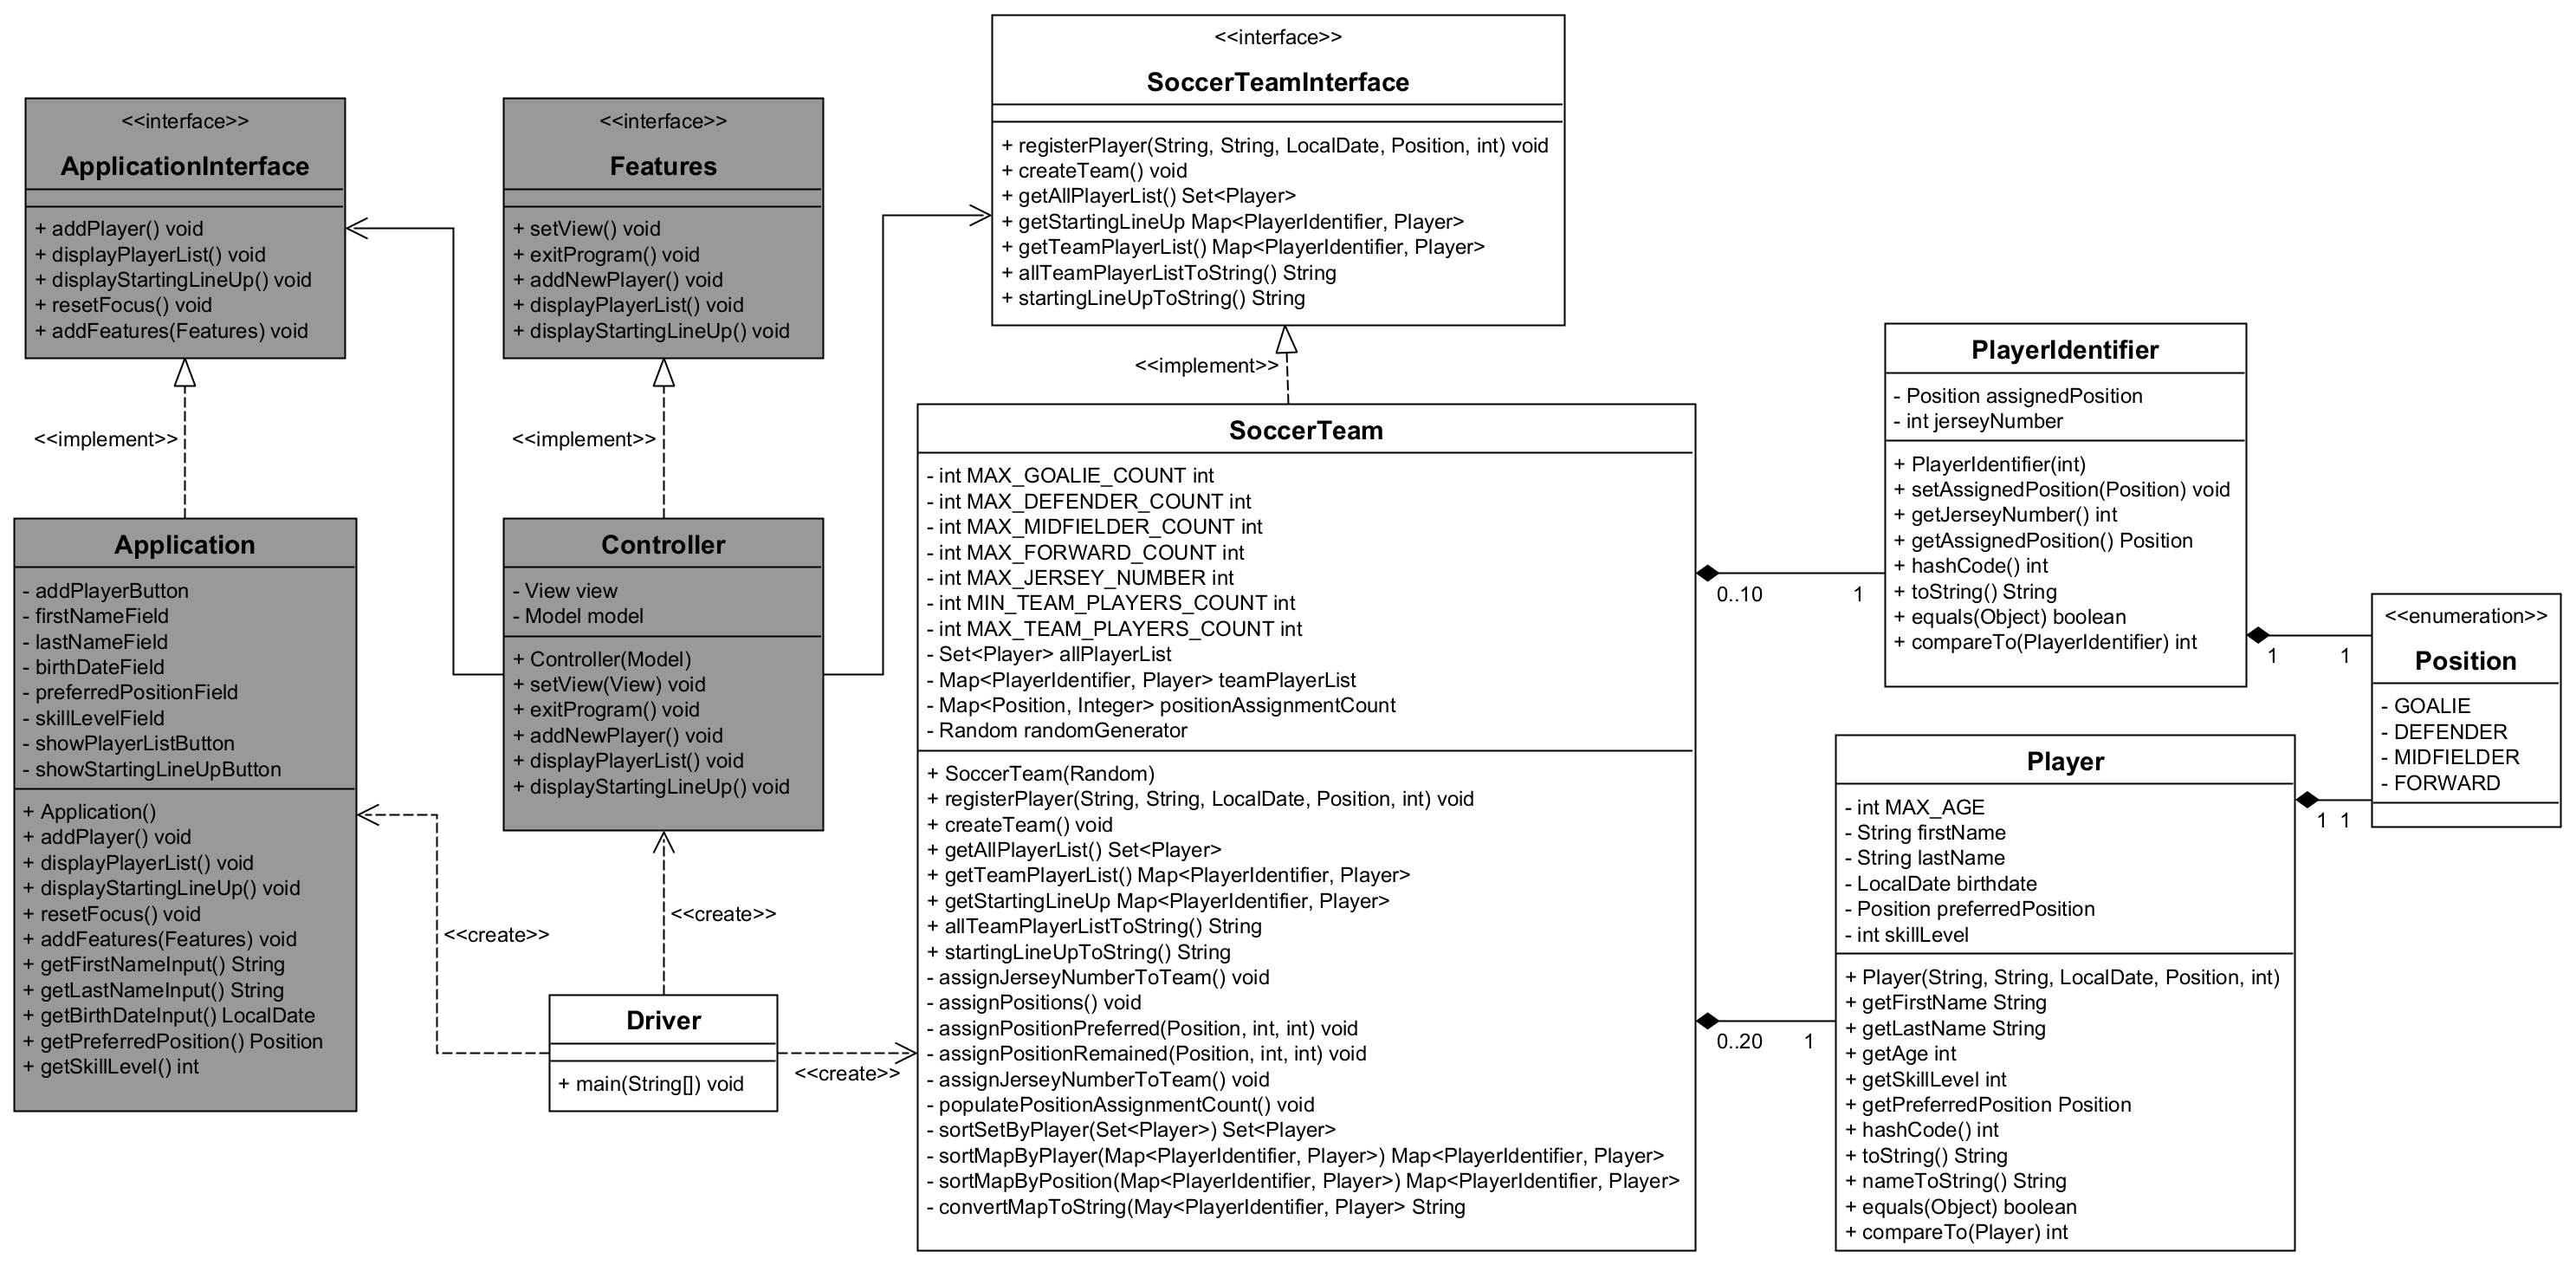 <<interface>>
ApplicationInterface
+ addPlayer() void
+ displayPlayerList() void
+ displayStartingLineUp() void
+ resetFocus() void
+ addFeatures(Features) void
<<interface>>
Features
+ setView() void
+ exitProgram() void
+ addNewPlayer() void
+ displayPlayerList() void
+ displayStartingLineUp() void
<<interface>>
SoccerTeamInterface
+ registerPlayer(String, String, LocalDate, Position, int) void
+ createTeam() void
+ getAllPlayerList() Set<Player>
+ getStartingLineUp Map<PlayerIdentifier, Player>
+ getTeamPlayerList() Map<PlayerIdentifier, Player>
+ allTeamPlayerListToString() String
+ startingLineUpToString() String
<<implement>>
<<implement>>
<<implement>>
Application
- addPlayerButton
- firstNameField
- lastNameField
- birthDateField
- preferredPositionField
- skillLevelField
- showPlayerListButton
- showStartingLineUpButton
+ Application()
+ addPlayer() void
+ displayPlayerList() void
+ displayStartingLineUp() void
+ resetFocus() void
+ addFeatures(Features) void
+ getFirstNameInput() String
+ getLastNameInput() String
+ getBirthDateInput() LocalDate
+ getPreferredPosition() Position
+ getSkillLevel() int
Controller
- View view
- Model model
+ Controller(Model)
+ setView(View) void
+ exitProgram() void
+ addNewPlayer() void
+ displayPlayerList() void
+ displayStartingLineUp() void
<<create>>
<<create>>
<<create>>
Driver
+ main(String[]) void
SoccerTeam
- int MAX_GOALIE_COUNT int
- int MAX_DEFENDER_COUNT int
- int MAX_MIDFIELDER_COUNT int
- int MAX_FORWARD_COUNT int
- int MAX_JERSEY_NUMBER int
- int MIN_TEAM_PLAYERS_COUNT int
- int MAX_TEAM_PLAYERS_COUNT int
- Set<Player> allPlayerList
- Map<PlayerIdentifier, Player> teamPlayerList
- Map<Position, Integer> positionAssignmentCount
- Random randomGenerator
+ SoccerTeam(Random)
+ registerPlayer(String, String, LocalDate, Position, int) void
+ createTeam() void
+ getAllPlayerList() Set<Player>
+ getTeamPlayerList() Map<PlayerIdentifier, Player>
+ getStartingLineUp Map<PlayerIdentifier, Player>
+ allTeamPlayerListToString() String
+ startingLineUpToString() String
- assignJerseyNumberToTeam() void
- assignPositions() void
- assignPositionPreferred(Position, int, int) void
- assignPositionRemained(Position, int, int) void
- assignJerseyNumberToTeam() void
- populatePositionAssignmentCount() void
- sortSetByPlayer(Set<Player>) Set<Player>
- sortMapByPlayer(Map<PlayerIdentifier, Player>) Map<PlayerIdentifier, Player>
- sortMapByPosition(Map<PlayerIdentifier, Player>) Map<PlayerIdentifier, Player>
- convertMapToString(May<PlayerIdentifier, Player> String
0..10 1
0..20 1
PlayerIdentifier
- Position assignedPosition
- int jerseyNumber
+ PlayerIdentifier(int)
+ setAssignedPosition(Position) void
+ getJerseyNumber() int
+ getAssignedPosition() Position
+ hashCode() int
+ toString() String
+ equals(Object) boolean
+ compareTo(PlayerIdentifier) int
1 1
<<enumeration>>
Position
- GOALIE
- DEFENDER
- MIDFIELDER
- FORWARD
1 1
Player
- int MAX_AGE
- String firstName
- String lastName
- LocalDate birthdate
- Position preferredPosition
- int skillLevel
+ Player(String, String, LocalDate, Position, int)
+ getFirstName String
+ getLastName String
+ getAge int
+ getSkillLevel int
+ getPreferredPosition Position
+ hashCode() int
+ toString() String
+ nameToString() String
+ equals(Object) boolean
+ compareTo(Player) int